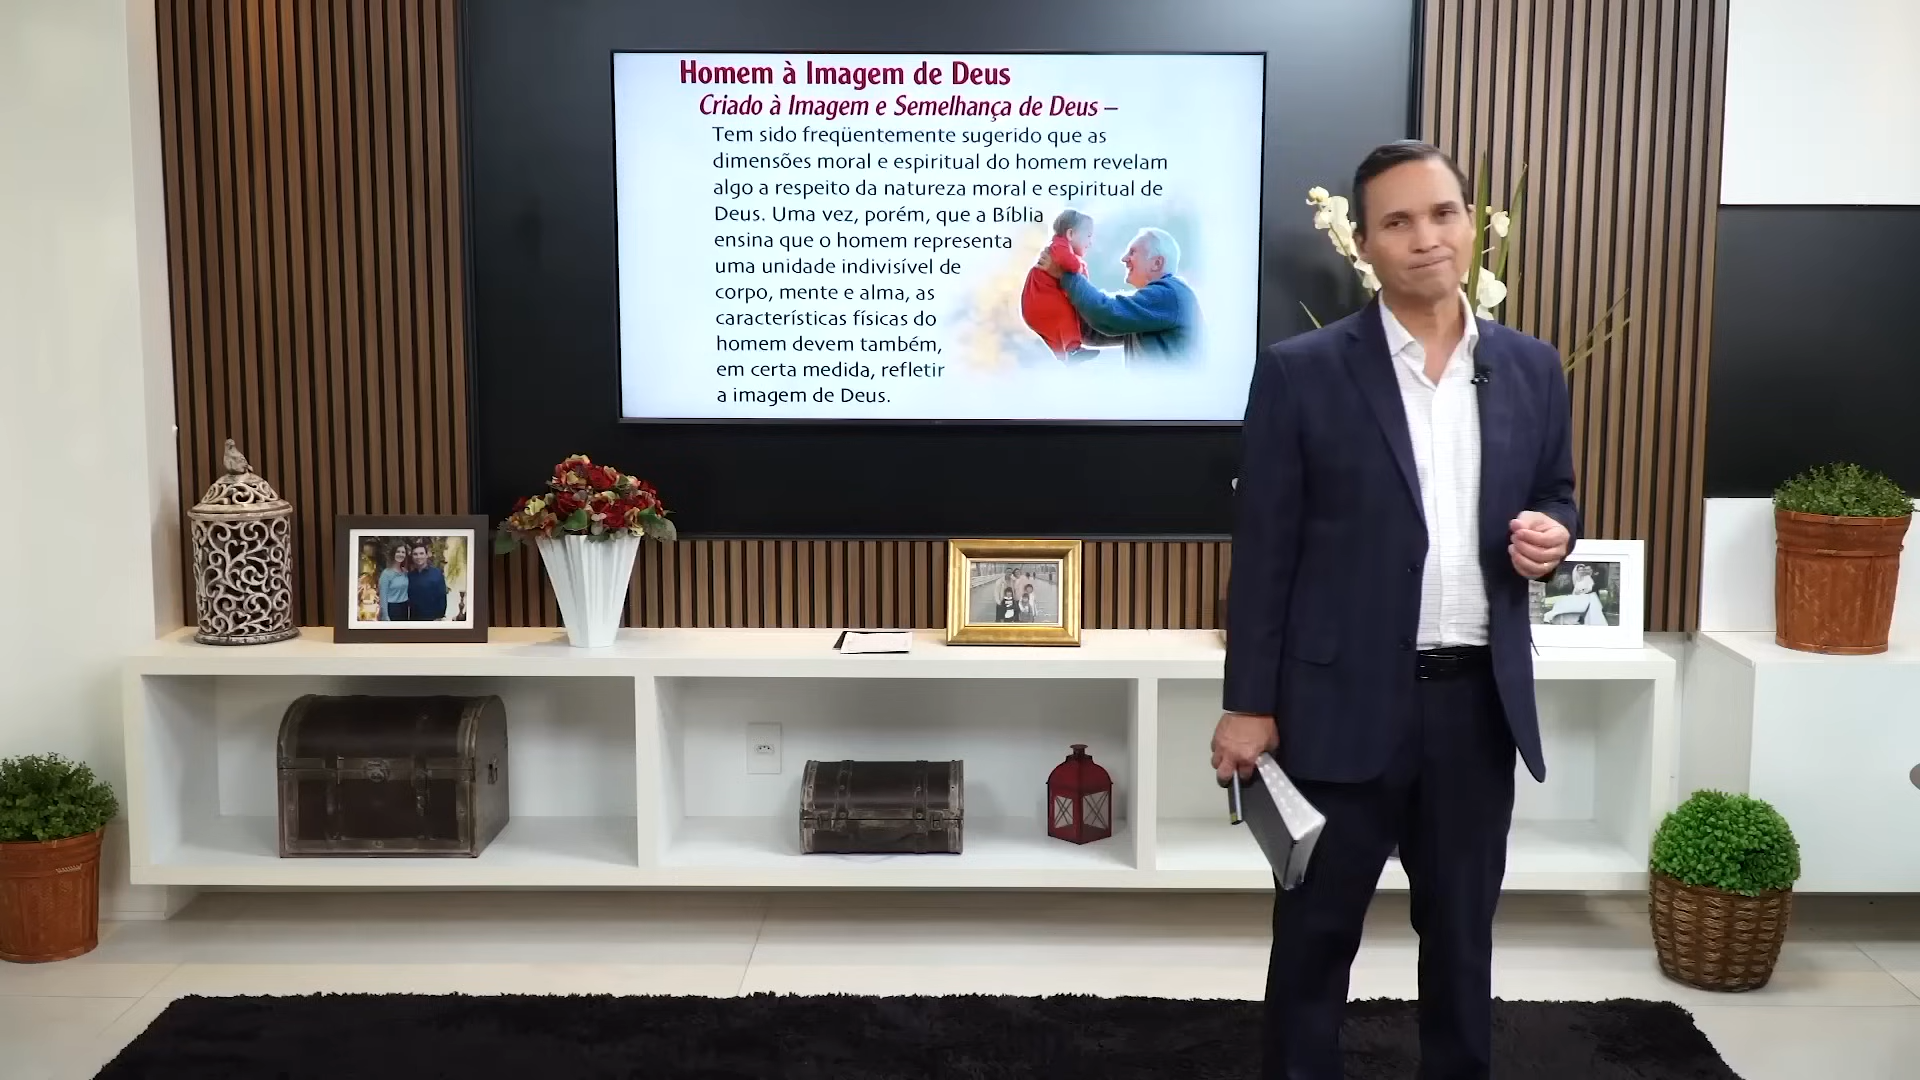 Homem à Imagem de Deus
Criado à Imagem e Semelhança de Deus –
Tem sido freqüentemente sugerido que as
dimensões moral e espiritual do homem revelam
algo a respeito da natureza moral e espiritual de
Deus. Uma vez, porém, que a Bíblia
ensina que o homem representa
uma unidade indivisível de
corpo, mente e alma, as
características físicas do
homem devem também,
em certa medida, refletir
a imagem de Deus.